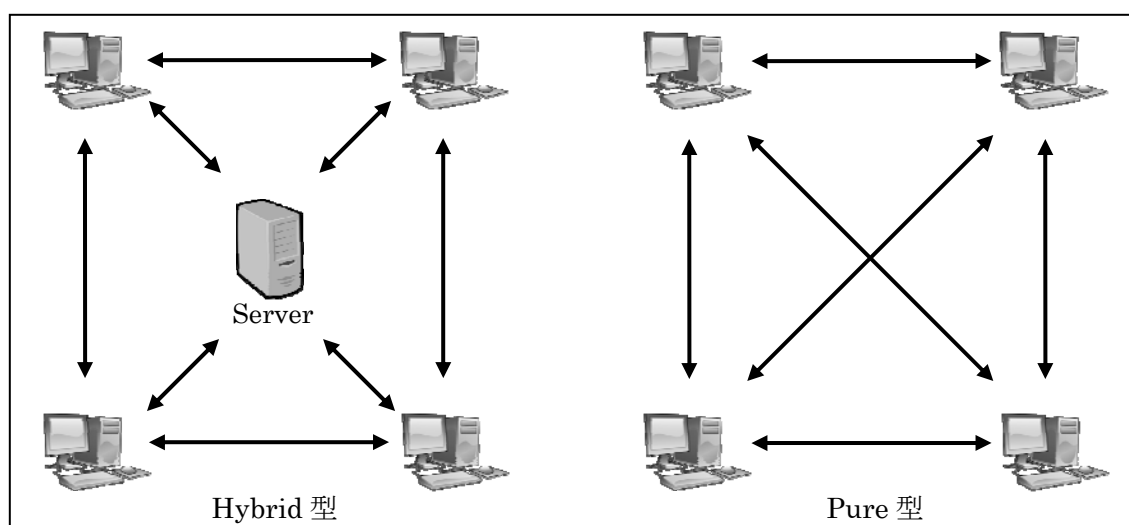 Server
Hybrid 型
Pure 型